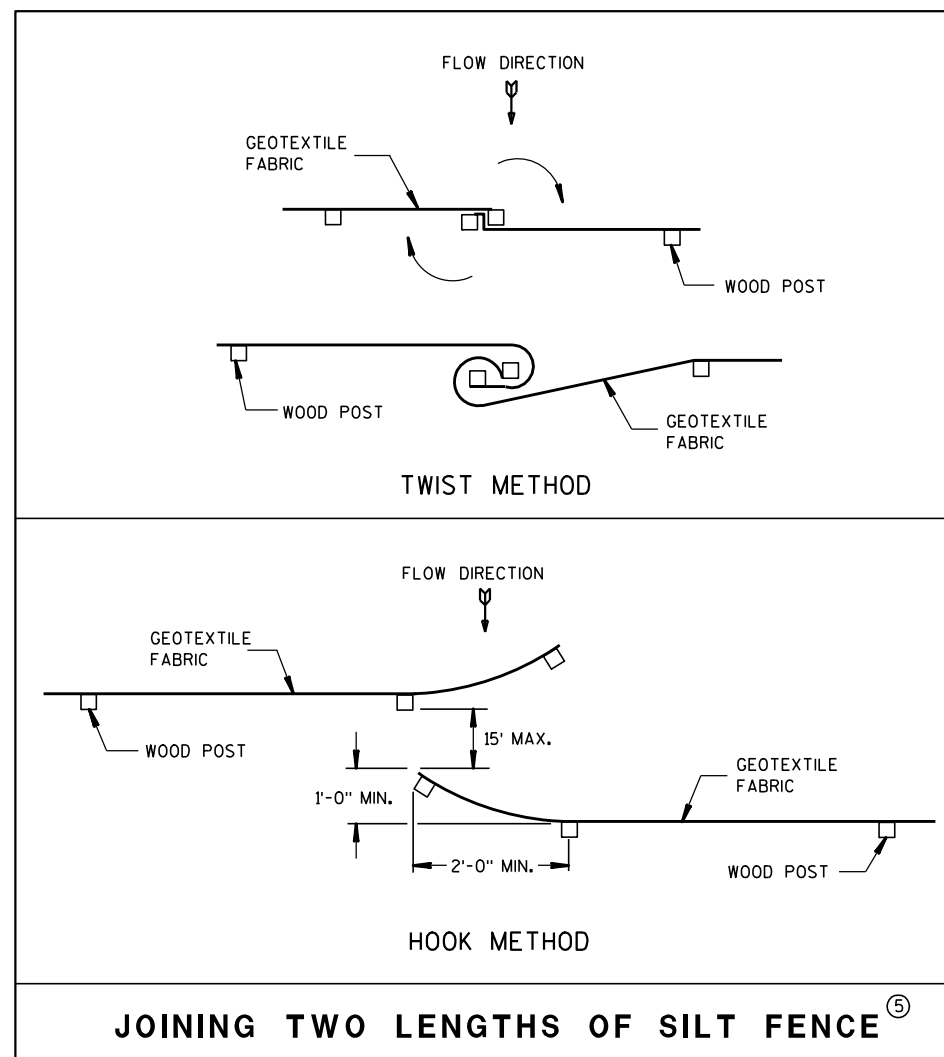 FLOW DIRECTION
GEOTEXTILE
FABRIC
WOOD POST
WOOD POST
GEOTEXTILE
FABRIC
TWIST METHOD
FLOW DIRECTION
GEOTEXTILE
FABRIC
WOOD POST
15' MAX.
1'-0" MIN.
GEOTEXTILE
FABRIC
2'-0" MIN.
WOOD POST
HOOK METHOD
JOINING TWO LENGTHS OF SILT FENCE ⑤